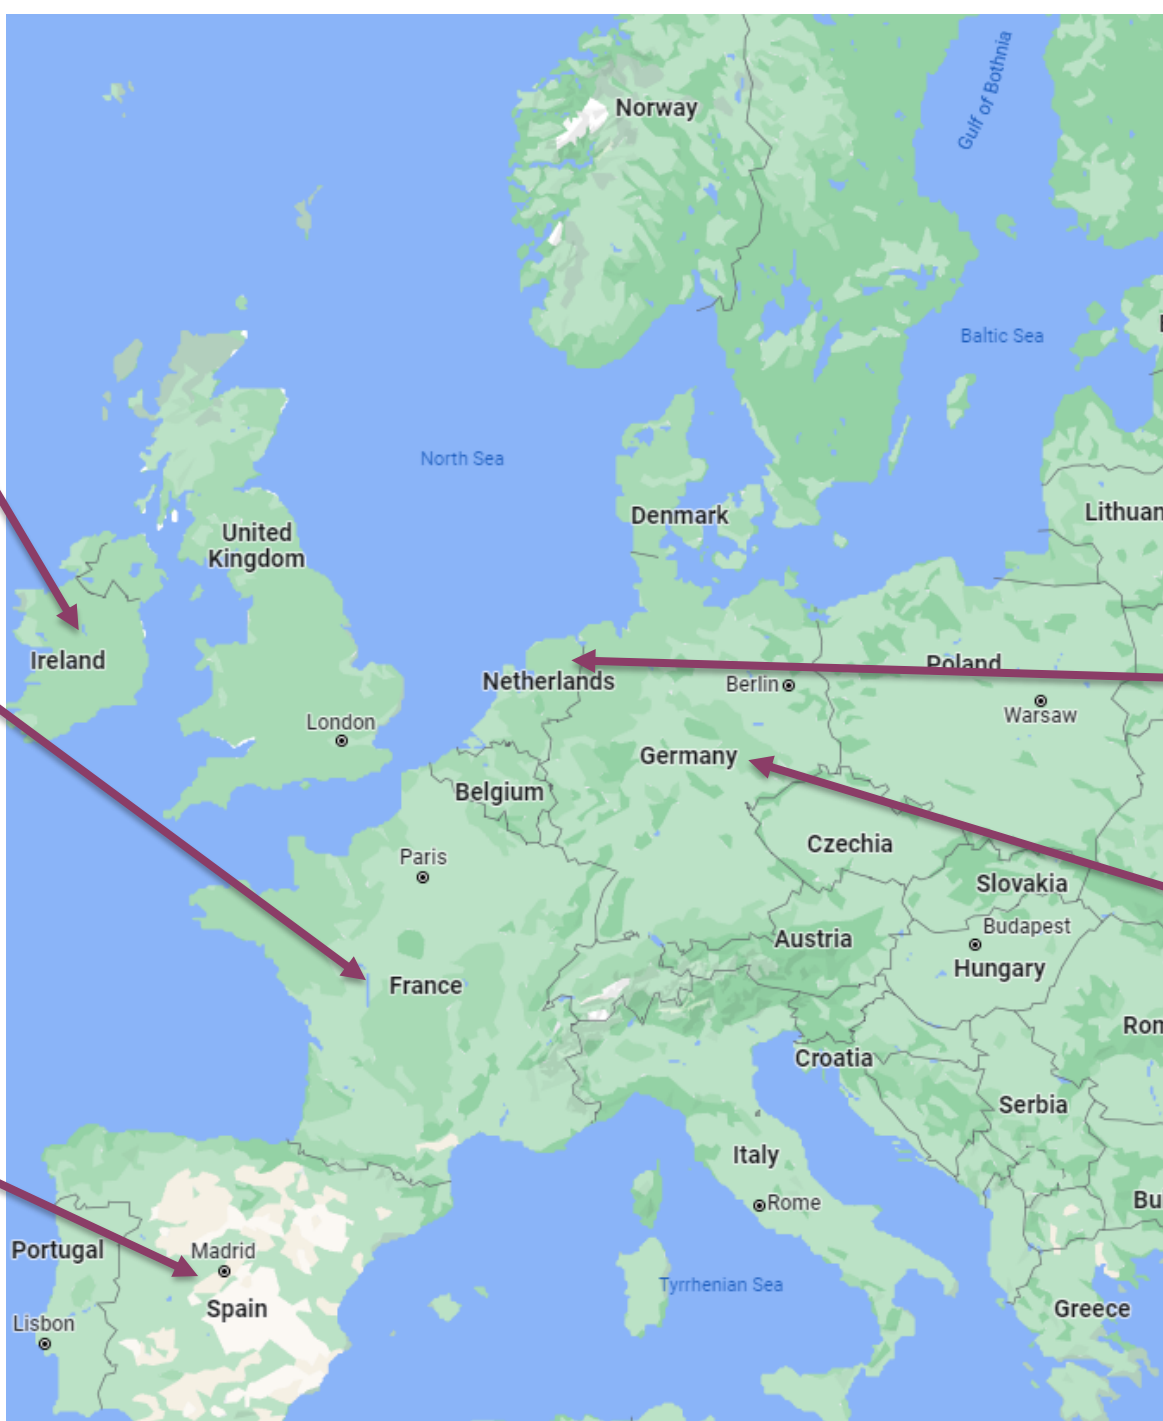 Gulf of Bothnia
Norway
Baltic Sea
North Sea
Lithuan
Denmark
United
Kingdom
Ireland
Netherlands
Poland
Berlin
Warsaw
London
Germany
Belgium
Czechia
Paris
Slovakia
Budapest
Austria
Hungary
France
Ron
Croatia
Serbia
Italy
Bu
Rome
Portugal
Madrid
Tyrrhenian Sea
Spain
Greece
Lisbon